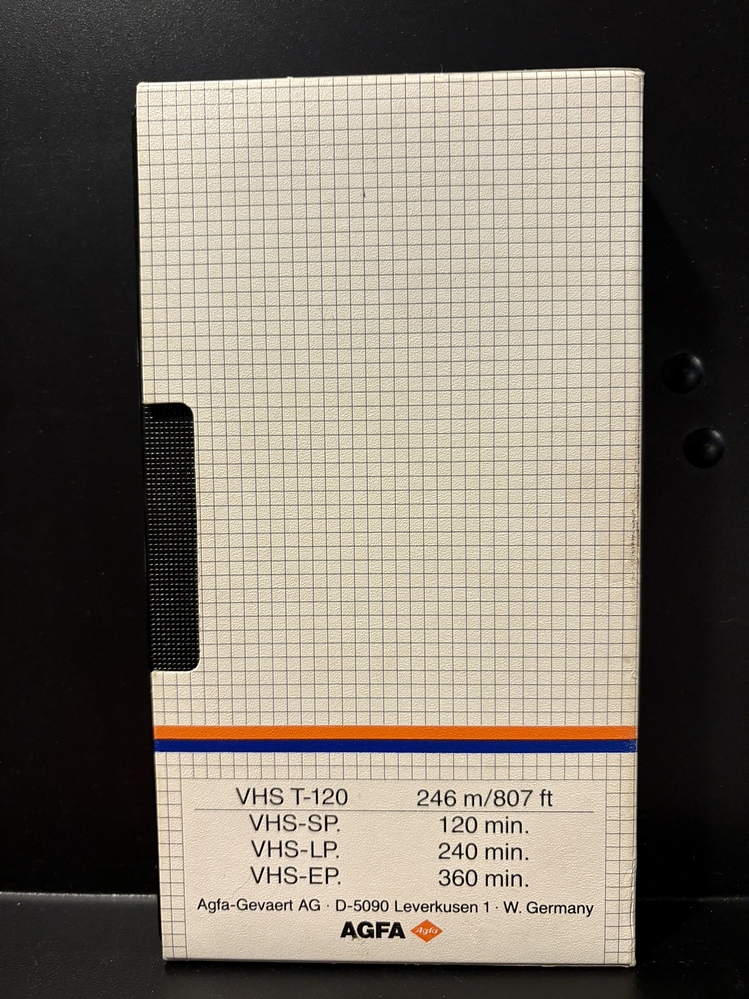 VHS T-120 246 m/807 ft
VHS-SP. 120 min.
VHS-LP. 240 min.
VHS-EP. 360 min.
Agfa-Gevaert AG · D-5090 Leverkusen 1 · W. Germany
AGFA Agfa